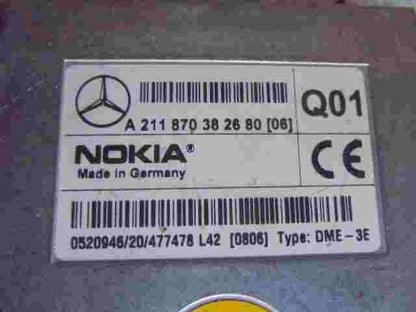 A 211 870 38 26 80 [06]
Q01
NOKIA®
Made in Germany
CE
0520946/20/477478 L42 [0806] Type: DME-3E